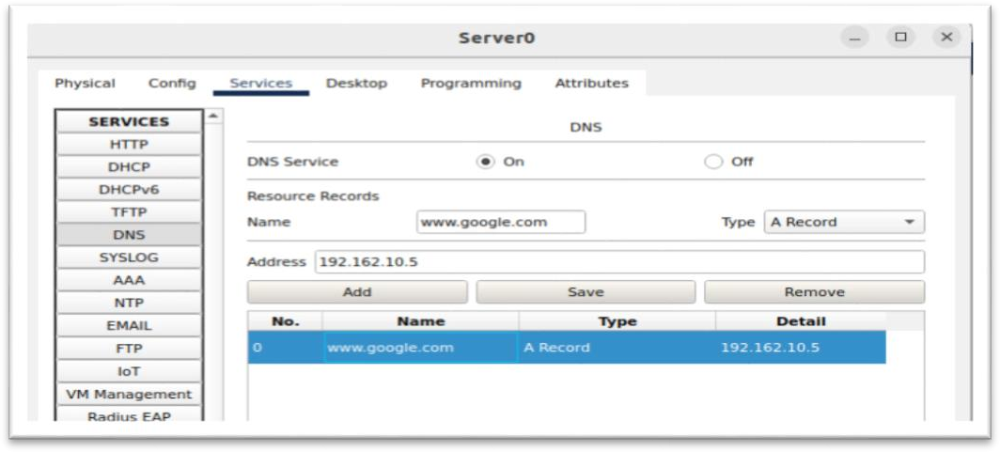 Server0
Physical Config Services Desktop Programming Attributes
SERVICES
HTTP
DHCP
DHCPv6
TFTP
DNS
SYSLOG
AAA
NTP
EMAIL
FTP
IoT
VM Management
Radius EAP
DNS
DNS Service On Off
Resource Records
Name www.google.com Type A Record
Address 192.162.10.5
Add Save Remove
No. Name Type Detail
0 www.google.com A Record 192.162.10.5